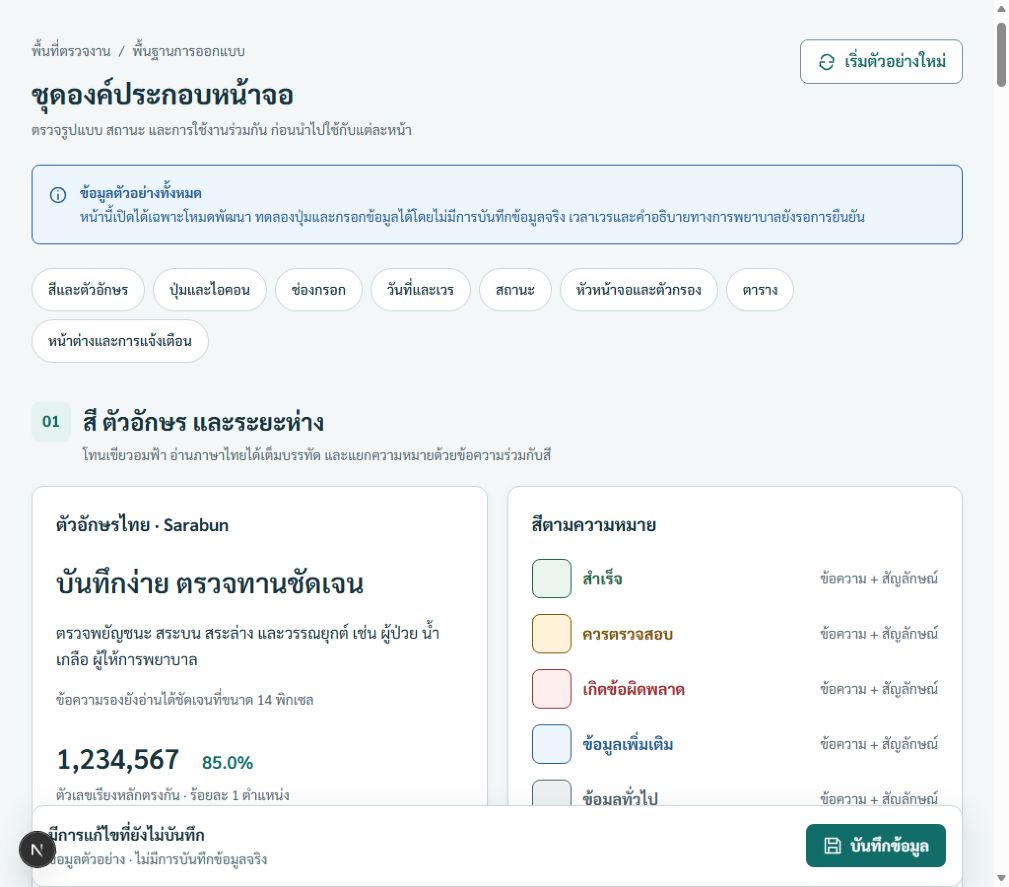 พื้นที่ตรวจงาน / พื้นฐานการออกแบบ
ชุดองค์ประกอบหน้าจอ
ตรวจรูปแบบ สถานะ และการใช้งานร่วมกัน ก่อนนำไปใช้กับแต่ละหน้า
เริ่มตัวอย่างใหม่
ข้อมูลตัวอย่างทั้งหมด
หน้านี้เปิดได้เฉพาะโหมดพัฒนา ทดลองปุ่มและกรอกข้อมูลได้โดยไม่มีการบันทึกข้อมูลจริง เวลาเวรและคำอธิบายทางการพยาบาลยังรอการยืนยัน
สีและตัวอักษร
ปุ่มและไอคอน
ช่องกรอก
วันที่และเวร
สถานะ
หัวหน้าจอและตัวกรอง
ตาราง
หน้าต่างและการแจ้งเตือน
01
สี ตัวอักษร และระยะห่าง
โทนเขียวอมฟ้า อ่านภาษาไทยได้เต็มบรรทัด และแยกความหมายด้วยข้อความร่วมกับสี
ตัวอักษรไทย · Sarabun
บันทึกง่าย ตรวจทานชัดเจน
ตรวจพยัญชนะ สระบน สระล่าง และวรรณยุกต์ เช่น ผู้ป่วย น้ำ
เกลือ ผู้ให้การพยาบาล
ข้อความรองยังอ่านได้ชัดเจนที่ขนาด 14 พิกเซล
1,234,567 85.0%
ตัวเลขเรียงหลักตรงกัน · ร้อยละ 1 ตำแหน่ง
สีตามความหมาย
สำเร็จ ข้อความ + สัญลักษณ์
ควรตรวจสอบ ข้อความ + สัญลักษณ์
เกิดข้อผิดพลาด ข้อความ + สัญลักษณ์
ข้อมูลเพิ่มเติม ข้อความ + สัญลักษณ์
ข้อมูลทั่วไป ข้อความ + สัญลักษณ์
มีการแก้ไขที่ยังไม่บันทึก
ข้อมูลตัวอย่าง · ไม่มีการบันทึกข้อมูลจริง
N
บันทึกข้อมูล